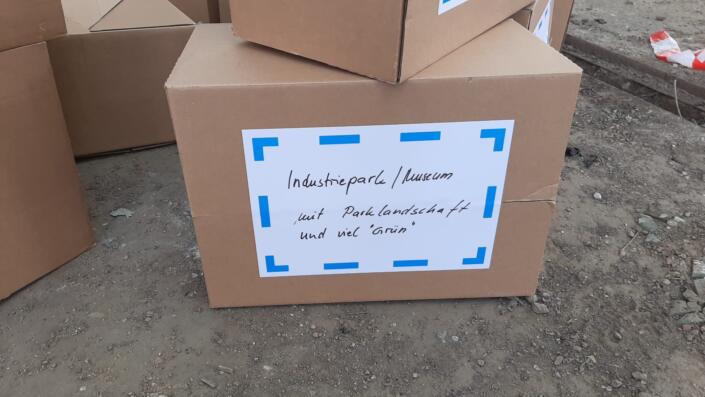 Industriepark / Museum
mit Parklandschaft
und viel "Grün"